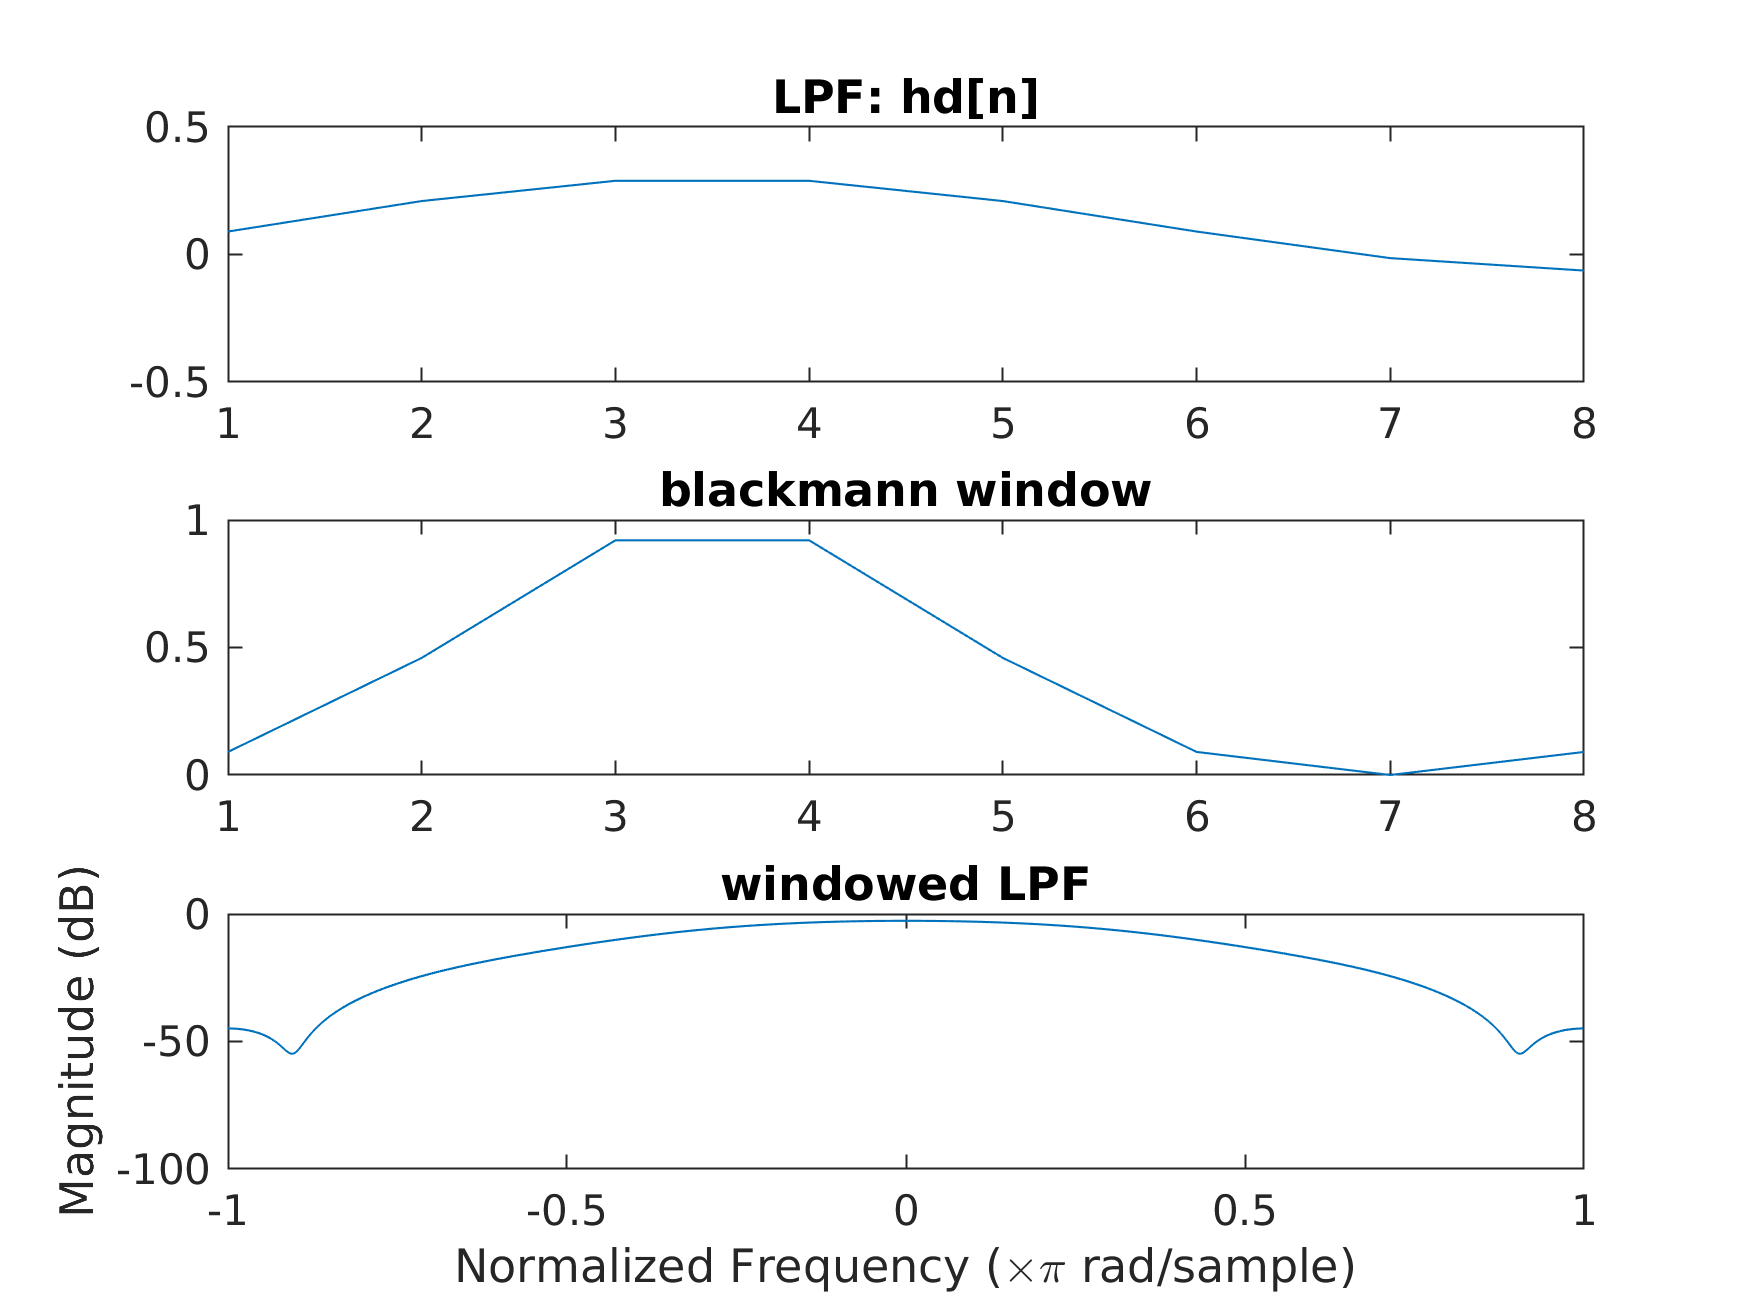 LPF: hd[n]
0.5
0
-0.5
1 2 3 4 5 6 7 8
blackmann window
1
0.5
0
1 2 3 4 5 6 7 8
windowed LPF
Magnitude (dB)
0
-50
-100
-1 -0.5 0 0.5 1
Normalized Frequency (×π rad/sample)